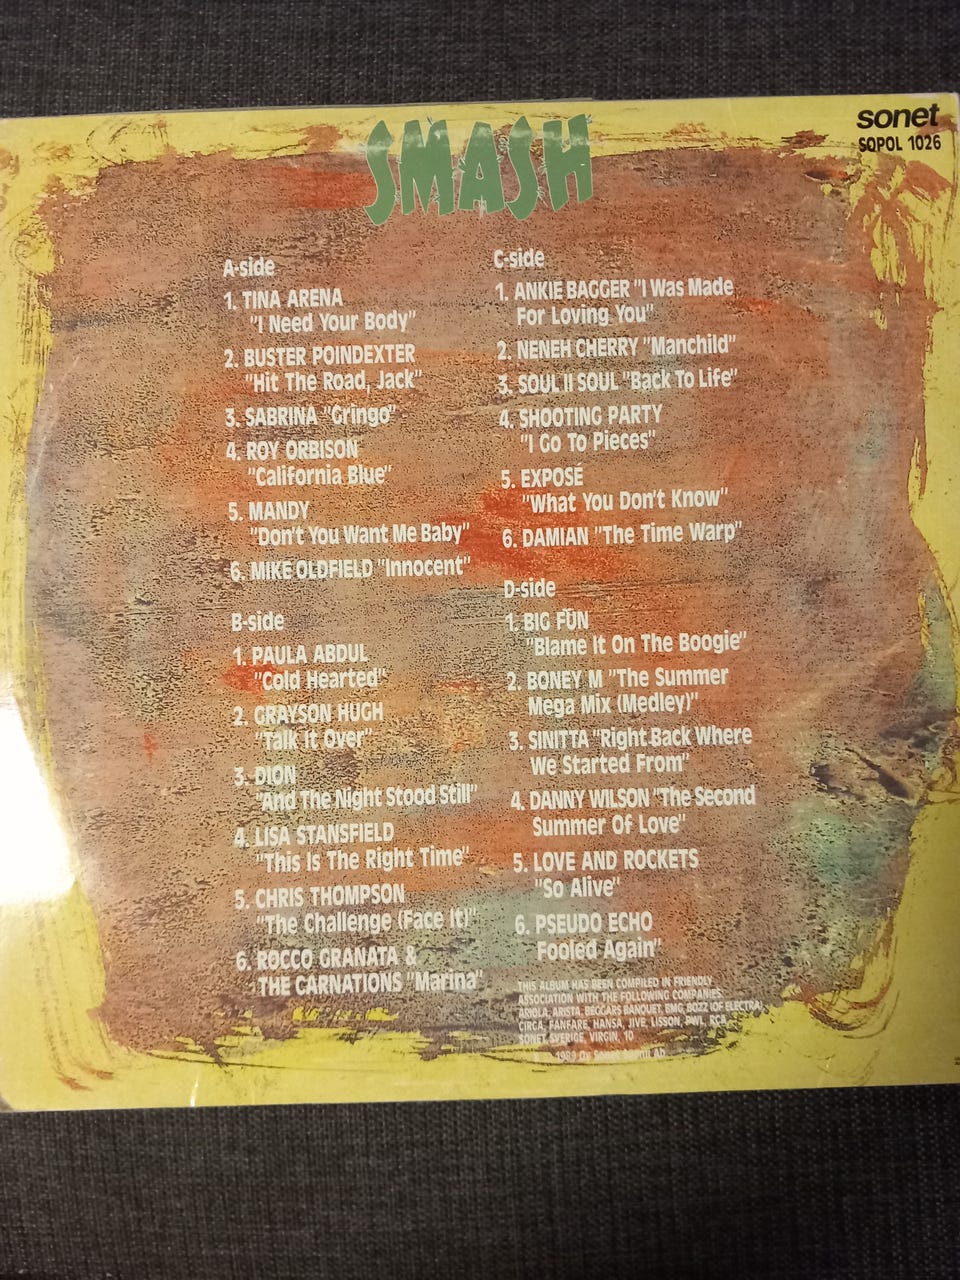 sonet
SOPOL 1026
SMASH
A-side
1. TINA ARENA
"I Need Your Body"
2. BUSTER POINDEXTER
"Hit The Road, Jack"
3. SABRINA "Gringo"
4. ROY ORBISON
"California Blue"
5. MANDY
"Don't You Want Me Baby"
6. MIKE OLDFIELD "Innocent"
B-side
1. PAULA ABDUL
"Cold Hearted"
2. GRAYSON HUGH
"Talk It Over"
3. DION
"And The Night Stood Still"
4. LISA STANSFIELD
"This Is The Right Time"
5. CHRIS THOMPSON
"The Challenge (Face It)"
6. ROCCO GRANATA &
THE CARNATIONS "Marina"
C-side
1. ANKIE BAGGER "I Was Made
For Loving You"
2. NENEH CHERRY "Manchild"
3. SOUL II SOUL "Back To Life"
4. SHOOTING PARTY
"I Go To Pieces"
5. EXPOSÉ
"What You Don't Know"
6. DAMIAN "The Time Warp"
D-side
1. BIG FUN
"Blame It On The Boogie"
2. BONEY M "The Summer
Mega Mix (Medley)"
3. SINITTA "Right Back Where
We Started From"
4. DANNY WILSON "The Second
Summer Of Love"
5. LOVE AND ROCKETS
"So Alive"
6. PSEUDO ECHO
Fooled Again"
THIS ALBUM HAS BEEN COMPILED IN FRIENDLY
ASSOCIATION WITH THE FOLLOWING COMPANIES:
ARIOLA, ARISTA, BEGGARS BANQUET, BMG, BOZZ (OF ELECTRA),
CIRCA, FANFARE, HANSA, JIVE, LISSON, PWL, RCA,
SONET SVERIGE, VIRGIN, 10
1989 Oy Sonet Ab